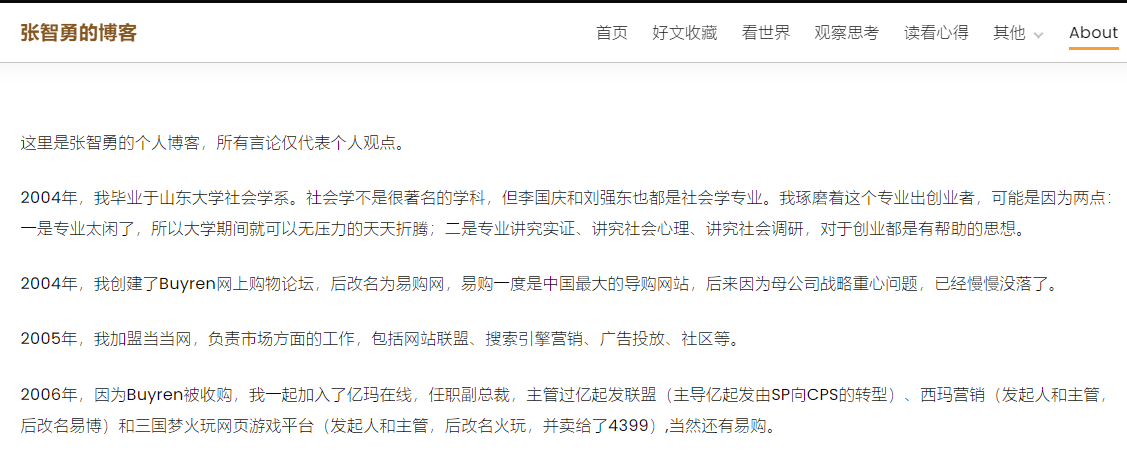 张智勇的博客
首页 好文收藏 看世界 观察思考 读看心得 其他 About
这里是张智勇的个人博客，所有言论仅代表个人观点。
2004年，我毕业于山东大学社会学系。社会学不是很著名的学科，但李国庆和刘强东也都是社会学专业。我琢磨着这个专业出创业者，可能是因为两点：
一是专业太闲了，所以大学期间就可以无压力的天天折腾；二是专业讲究实证、讲究社会心理、讲究社会调研，对于创业都是有帮助的思想。
2004年，我创建了Buyren网上购物论坛，后改名为易购网，易购一度是中国最大的导购网站，后来因为母公司战略重心问题，已经慢慢没落了。
2005年，我加盟当当网，负责市场方面的工作，包括网站联盟、搜索引擎营销、广告投放、社区等。
2006年，因为Buyren被收购，我一起加入了亿玛在线，任职副总裁，主管过亿起发联盟（主导亿起发由SP向CPS的转型）、西玛营销（发起人和主管，
后改名易博）和三国梦火玩网页游戏平台（发起人和主管，后改名火玩，并卖给了4399）,当然还有易购。